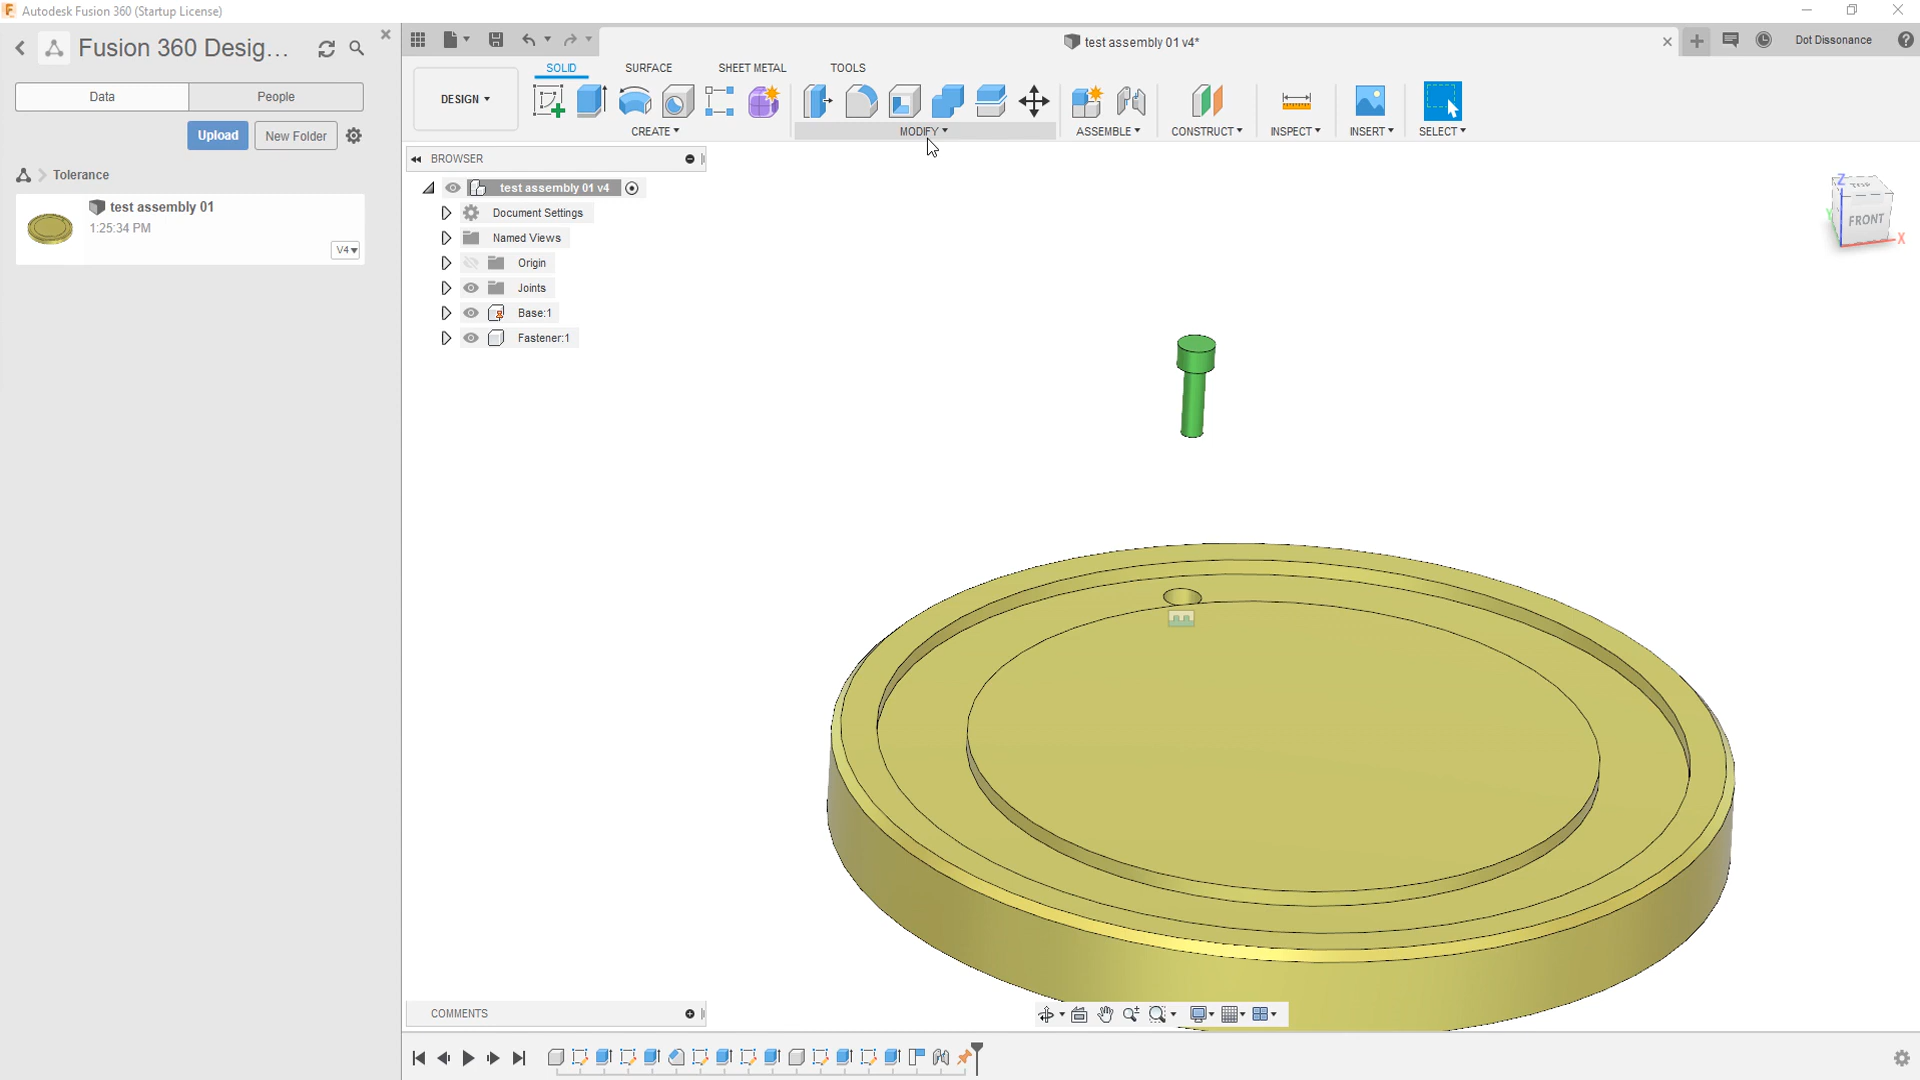 Autodesk Fusion 360 (Startup License)
Fusion 360 Desig...
Data
People
Upload
New Folder
Tolerance
test assembly 01
1:25:34 PM
V4
test assembly 01 v4*
Dot Dissonance
SOLID
SURFACE
SHEET METAL
TOOLS
DESIGN
CREATE
MODIFY
ASSEMBLE
CONSTRUCT
INSPECT
INSERT
SELECT
BROWSER
test assembly 01 v4
Document Settings
Named Views
Origin
Joints
Base:1
Fastener:1
Z
TOP
FRONT
Y
X
COMMENTS